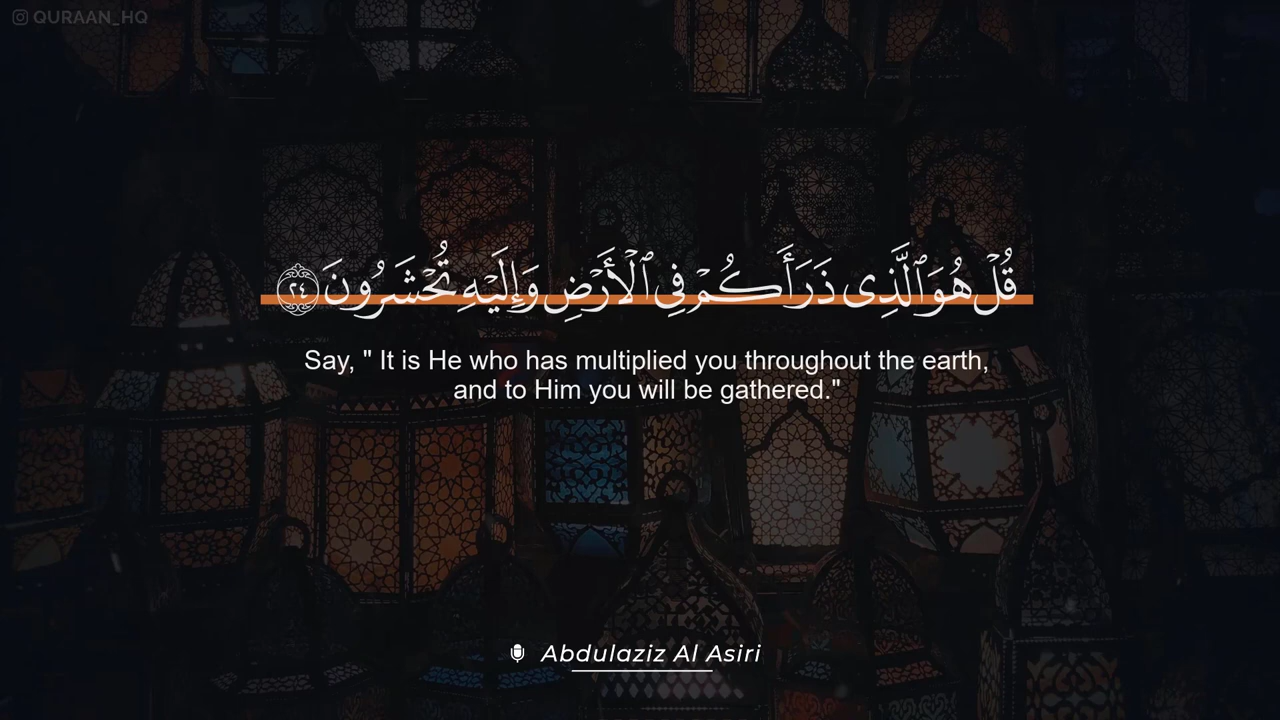 QURAAN_HQ
قُلْ هُوَ ٱلَّذِى ذَرَأَكُمْ فِى ٱلْأَرْضِ وَإِلَيْهِ تُحْشَرُونَ ٢٤
Say, " It is He who has multiplied you throughout the earth,
and to Him you will be gathered."
Abdulaziz Al Asiri